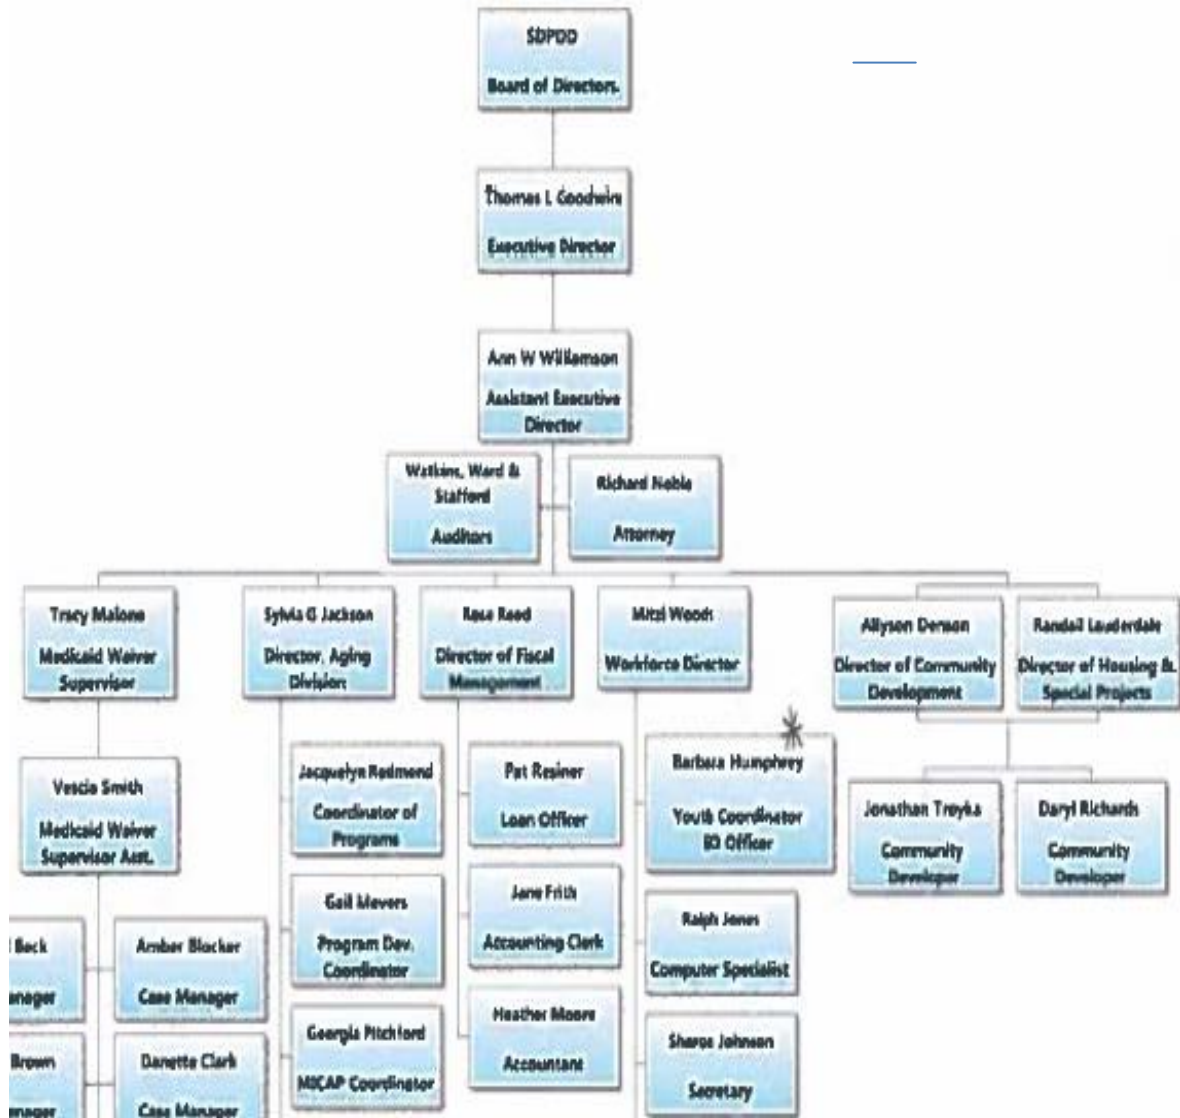 SDPDD
Board of Directors.
Thomas L Goodwin
Executive Director
Ann W Williamson
Assistant Executive
Director
Watkins, Ward &
Stafford
Auditors
Richard Noble
Attorney
Tracy Malone
Medicaid Waiver
Supervisor
Sylvia G Jackson
Director, Aging
Division
Rose Reed
Director of Fiscal
Management
Mitzi Woods
Workforce Director
Allyson Denson
Director of Community
Development
Randall Lauderdale
Director of Housing &
Special Projects
Vescia Smith
Medicaid Waiver
Supervisor Asst.
Jacquelyn Redmond
Coordinator of
Programs
Pat Resiner
Loan Officer
Barbara Humphrey
Youth Coordinator
EO Officer
Jonathan Troyka
Community
Developer
Daryl Richards
Community
Developer
Gail Meyers
Program Dev.
Coordinator
Jane Frith
Accounting Clerk
Ralph Jones
Computer Specialist
Beck
anager
Amber Blocker
Case Manager
Georgia Pitchford
MICAP Coordinator
Heather Moore
Accountant
Johnson
Secretary
Brown
anager
Danette Clark
Case Manager